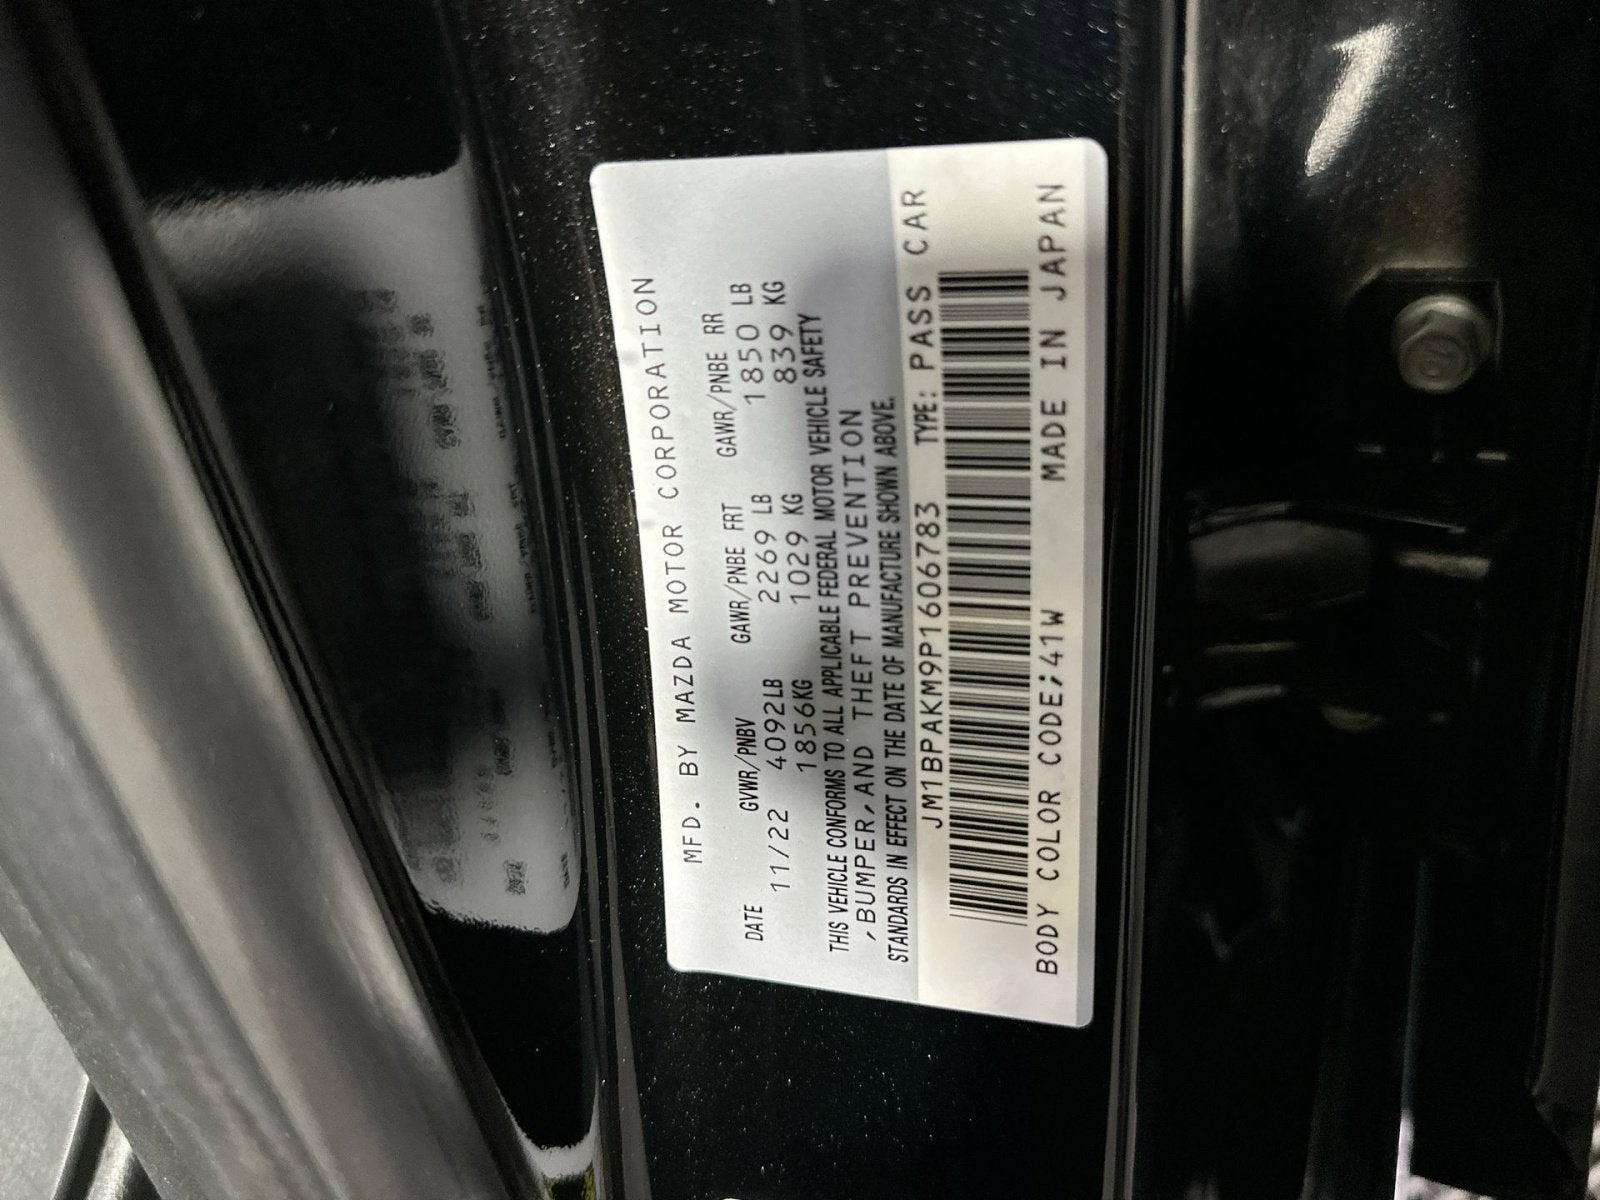 MFD. BY MAZDA MOTOR CORPORATION
DATE GVWR/PNBV GAWR/PNBE FRT GAWR/PNBE RR
11/22 4092LB 2269 LB 1850 LB
1856KG 1029 KG 839 KG
THIS VEHICLE CONFORMS TO ALL APPLICABLE FEDERAL MOTOR VEHICLE SAFETY
,BUMPER,AND THEFT PREVENTION
STANDARDS IN EFFECT ON THE DATE OF MANUFACTURE SHOWN ABOVE.
JM1BPAKM9P1606783 TYPE: PASS CAR
BODY COLOR CODE;41W MADE IN JAPAN